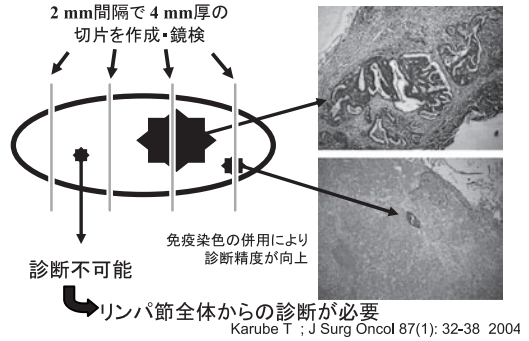 2 mm間隔で 4 mm厚の
切片を作成・鏡検
免疫染色の併用により
診断精度が向上
診断不可能
リンパ節全体からの診断が必要
Karube T ; J Surg Oncol 87(1): 32-38 2004